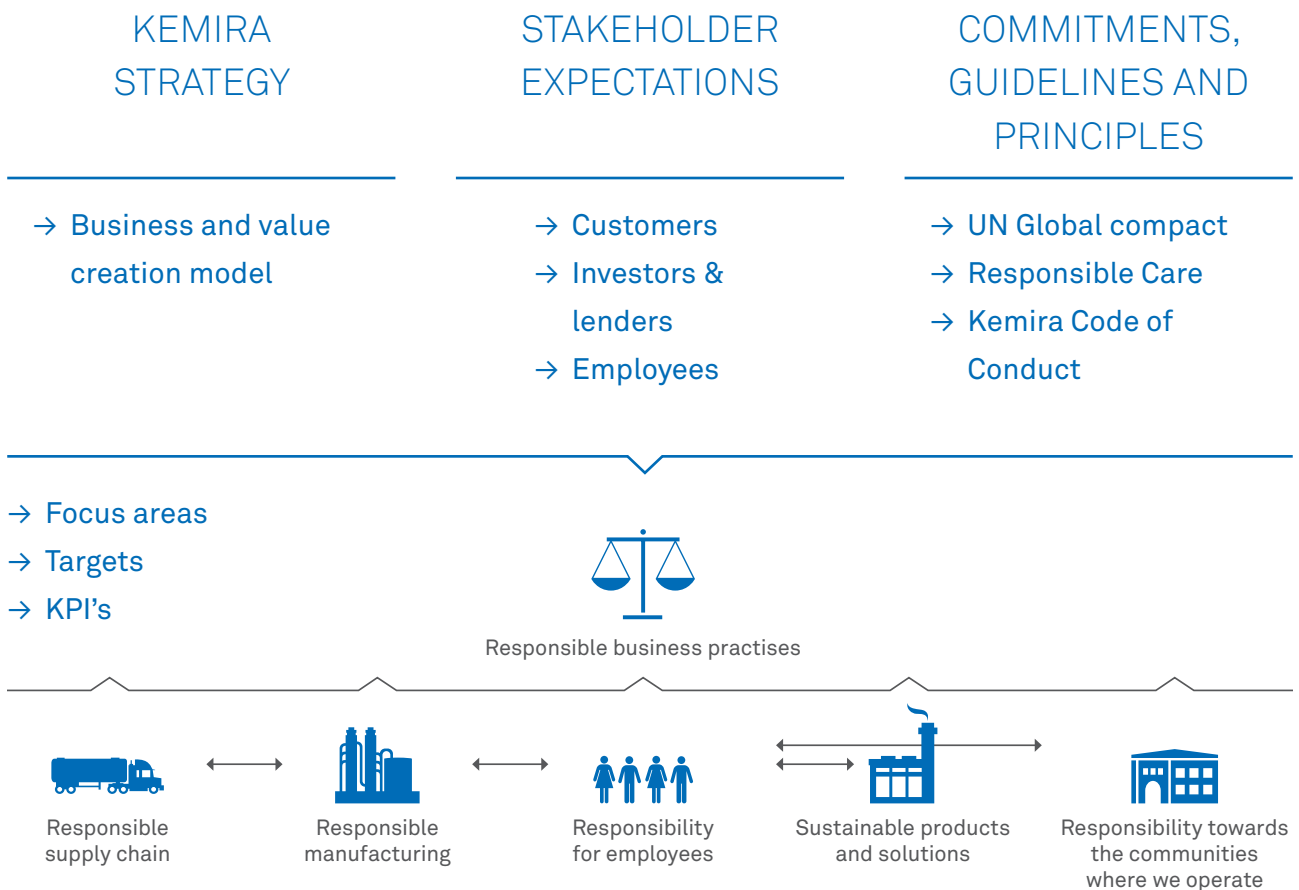 KEMIRA
STRATEGY
→ Business and value
creation model
STAKEHOLDER
EXPECTATIONS
→ Customers
→ Investors &
lenders
→ Employees
COMMITMENTS,
GUIDELINES AND
PRINCIPLES
→ UN Global compact
→ Responsible Care
→ Kemira Code of
Conduct
→ Focus areas
→ Targets
→ KPI's
Responsible business practises
Responsible
supply chain
Responsible
manufacturing
Responsibility
for employees
Sustainable products
and solutions
Responsibility towards
the communities
where we operate